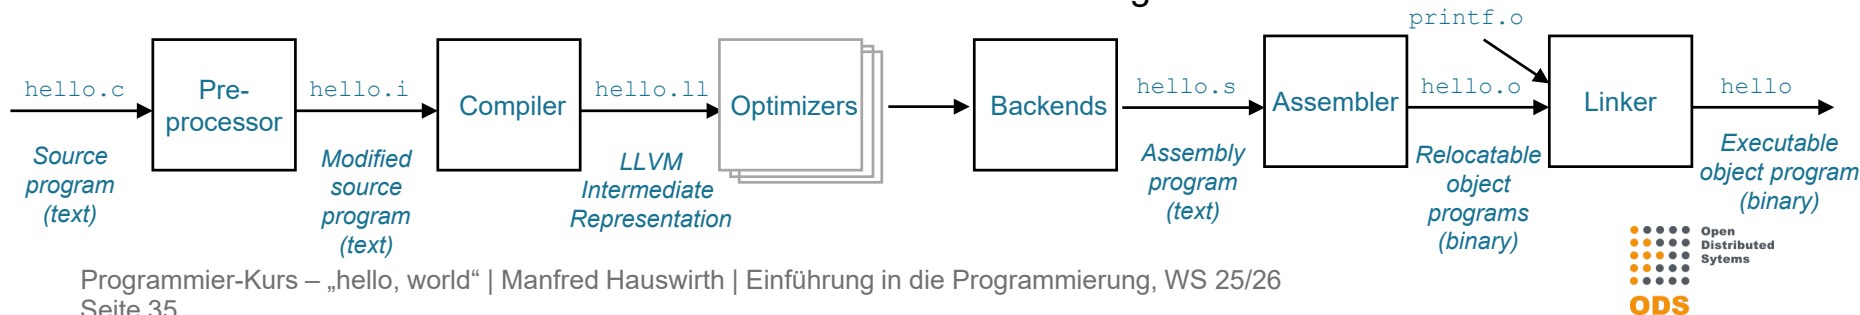 g
printf.o
hello.c
Pre-
processor
hello.i
Compiler
hello.ll
Optimizers
Backends
hello.s
Assembler
hello.o
Linker
hello
Source
program
(text)
Modified
source
program
(text)
LLVM
Intermediate
Representation
Assembly
program
(text)
Relocatable
object
programs
(binary)
Executable
object program
(binary)
Open
Distributed
Sytems
ODS
Programmier-Kurs – „hello, world“ | Manfred Hauswirth | Einführung in die Programmierung, WS 25/26
Seite 35